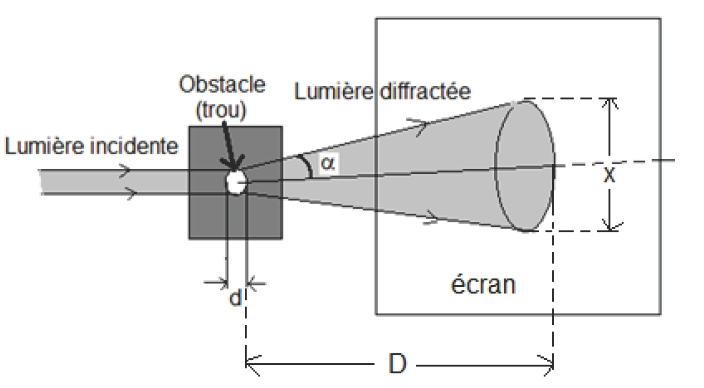 Obstacle
(trou)
Lumière diffractée
Lumière incidente
α
x
d
écran
D